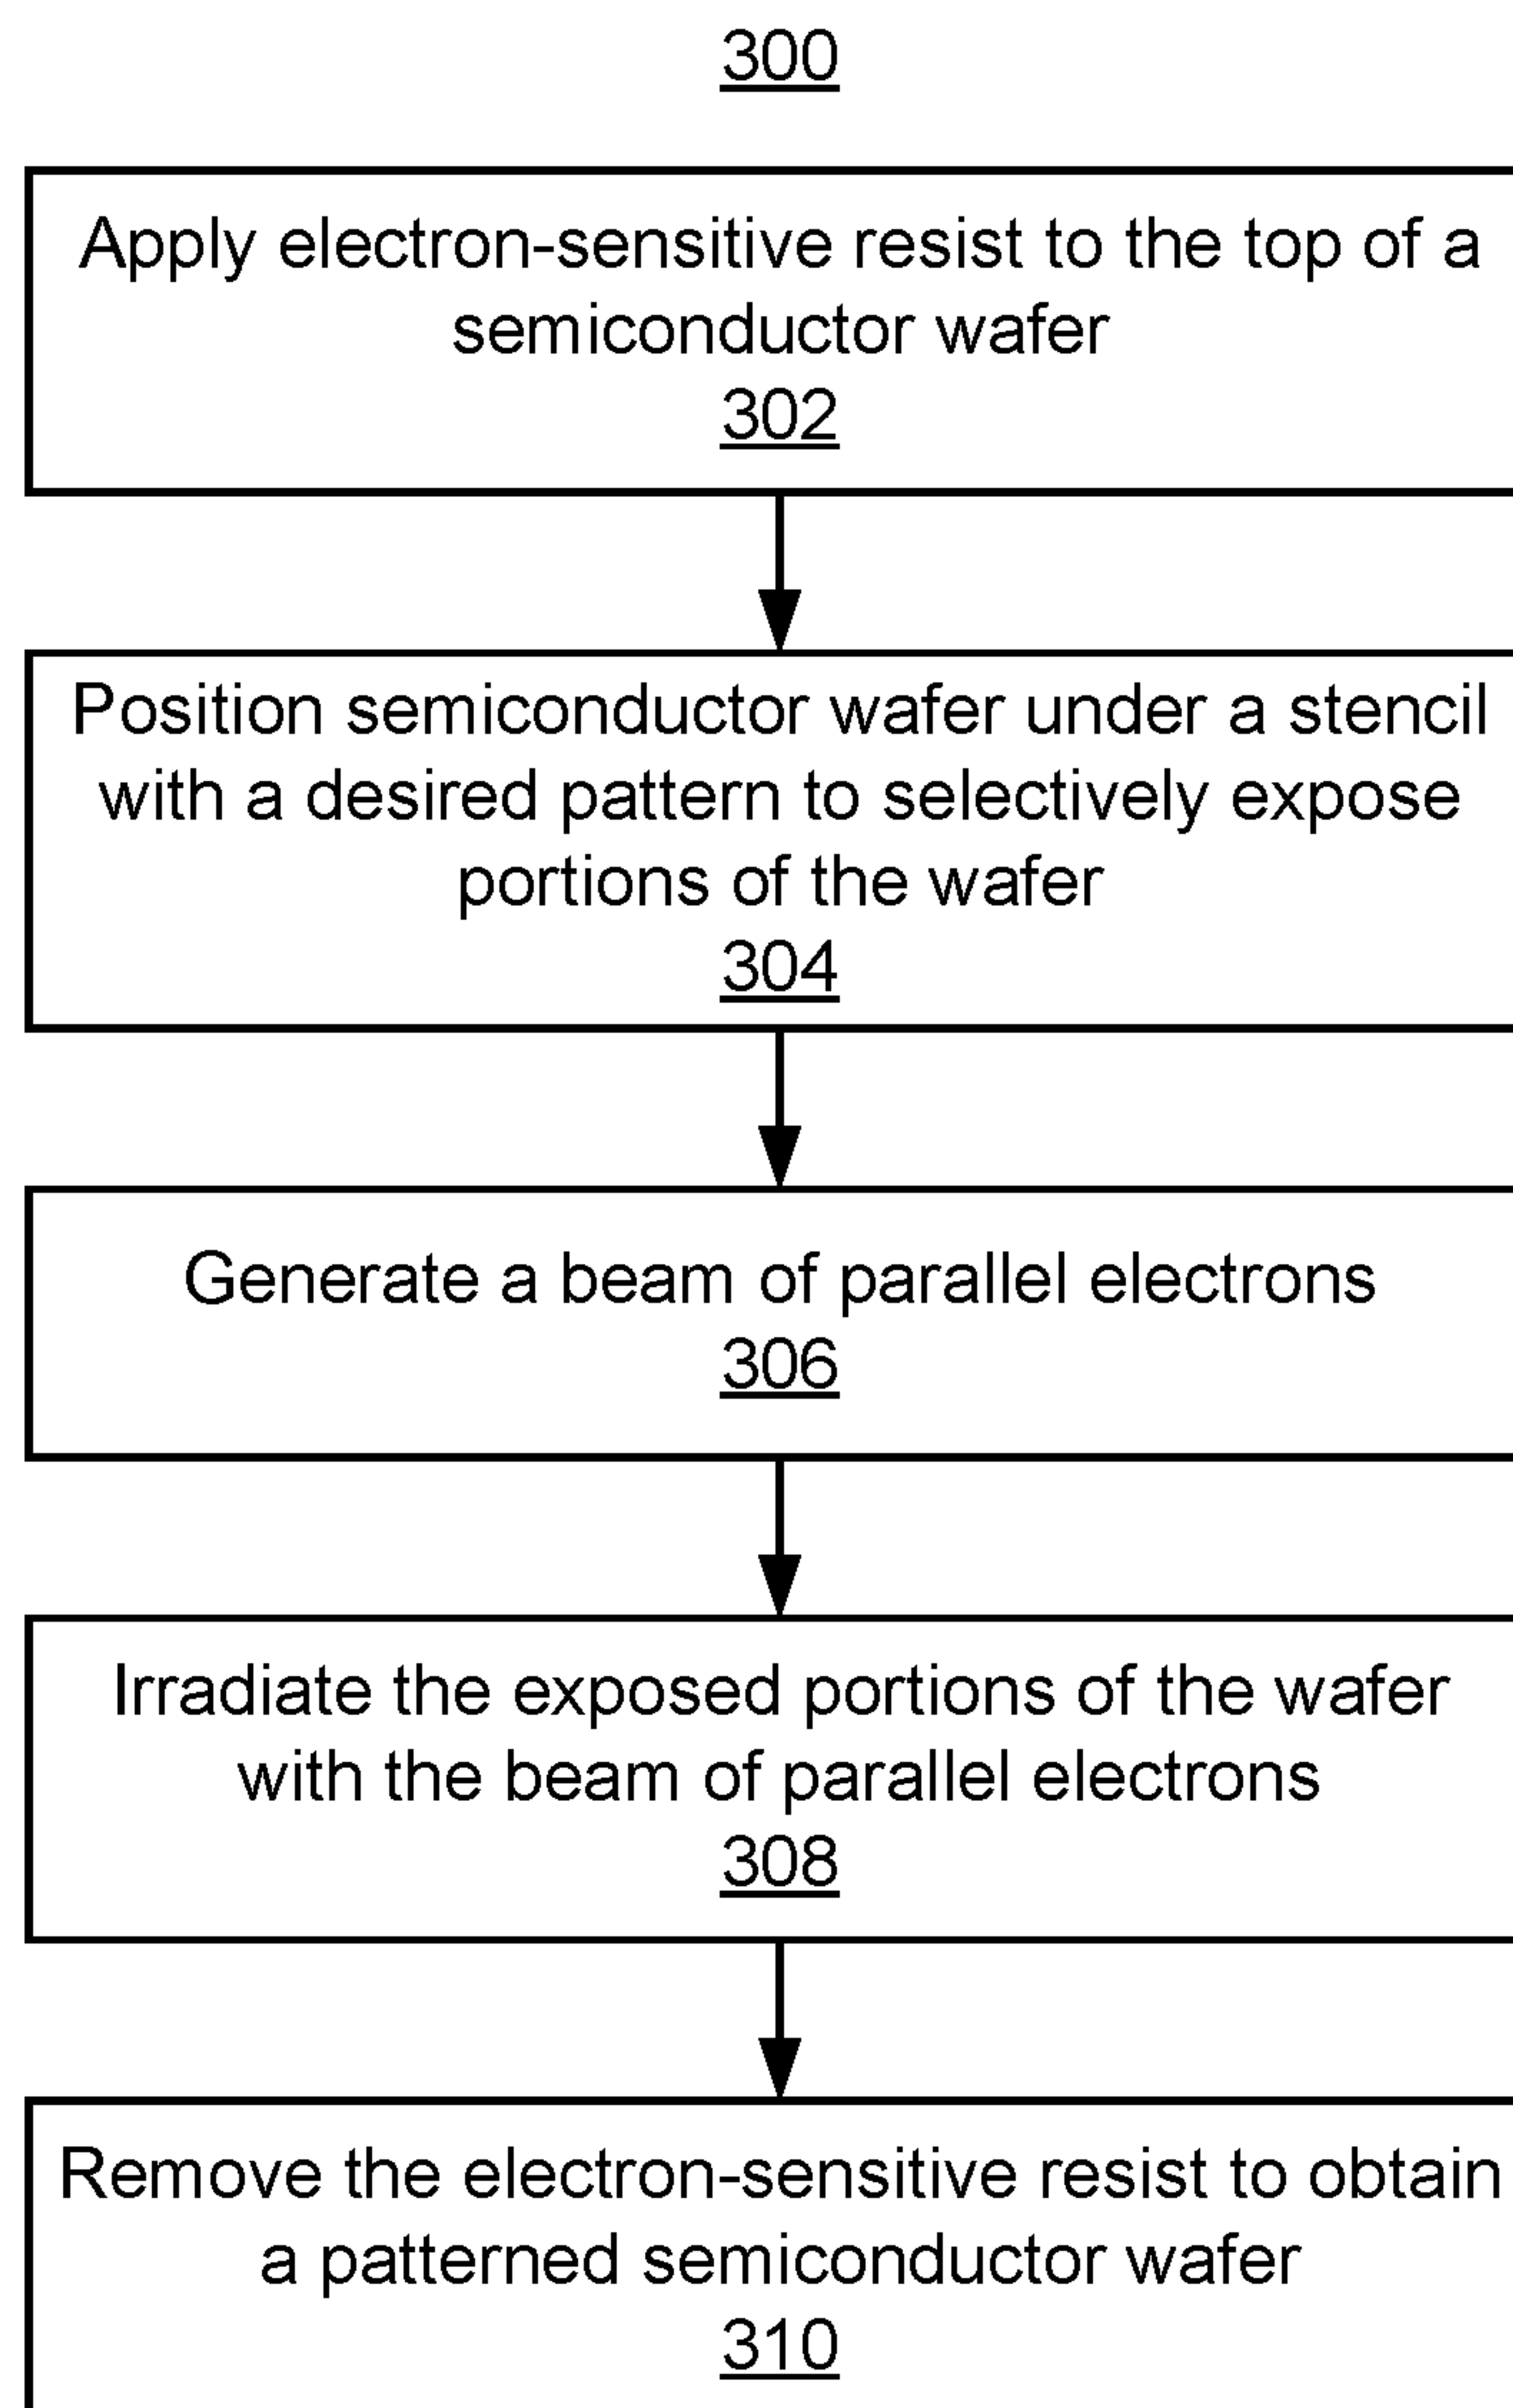 300
Apply electron-sensitive resist to the top of a
semiconductor wafer
302
Position semiconductor wafer under a stencil
with a desired pattern to selectively expose
portions of the wafer
304
Generate a beam of parallel electrons
306
Irradiate the exposed portions of the wafer
with the beam of parallel electrons
308
Remove the electron-sensitive resist to obtain
a patterned semiconductor wafer
310